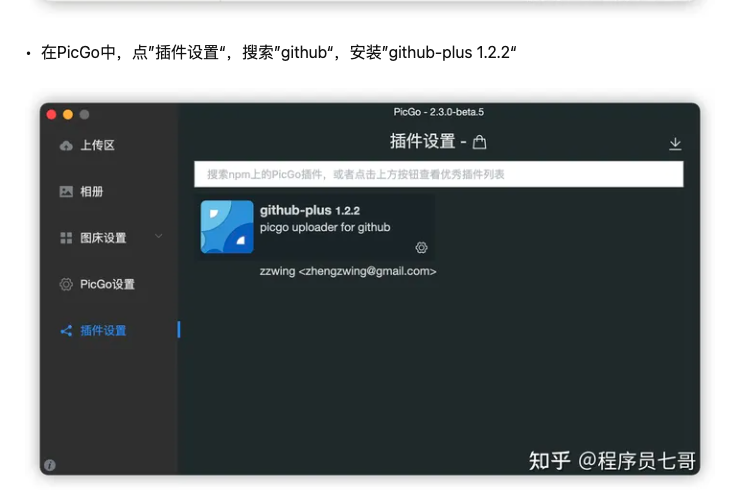 • 在PicGo中，点”插件设置“，搜索”github“，安装”github-plus 1.2.2“
PicGo - 2.3.0-beta.5
插件设置 -
上传区
搜索npm上的PicGo插件，或者点击上方按钮查看优秀插件列表
相册
github-plus 1.2.2
picgo uploader for github
图床设置
zzwing <zhengzwing@gmail.com>
PicGo设置
插件设置
知乎 @程序员七哥